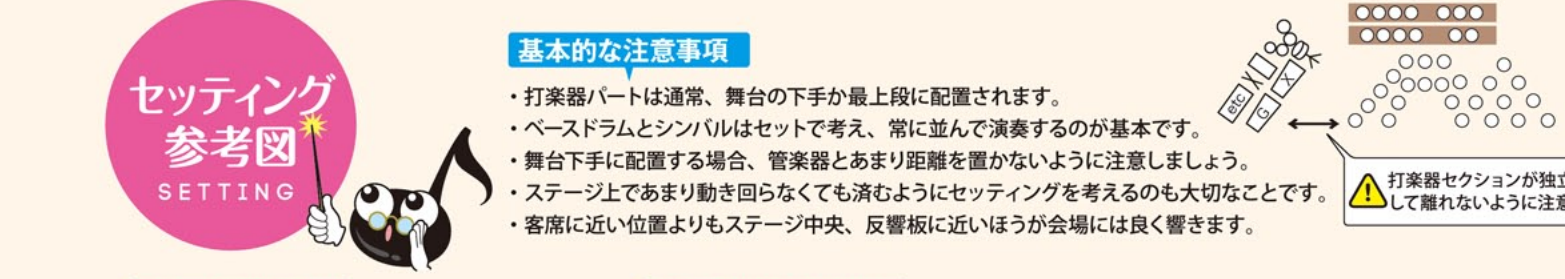 セッティング
参考図
SETTING
基本的な注意事項
・打楽器パートは通常、舞台の下手か最上段に配置されます。
・ベースドラムとシンバルはセットで考え、常に並んで演奏するのが基本です。
・舞台下手に配置する場合、管楽器とあまり距離を置かないように注意しましょう。
・ステージ上であまり動き回らなくても済むようにセッティングを考えるのも大切なことです。
・客席に近い位置よりもステージ中央、反響板に近いほうが会場には良く響きます。
etc
G
X
打楽器セクションが独立
して離れないように注意